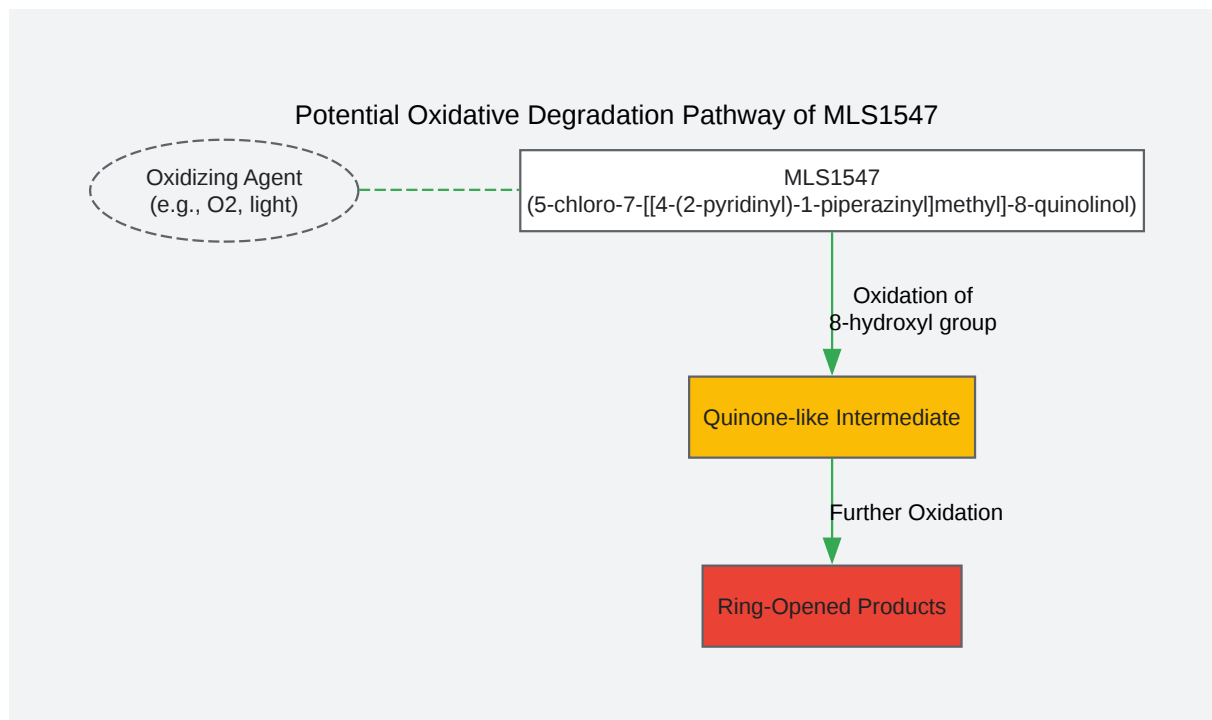 Potential Oxidative Degradation Pathway of MLS1547
Oxidizing Agent
(e.g., O2, light)
MLS1547
(5-chloro-7-[[4-(2-pyridinyl)-1-piperazinyl]methyl]-8-quinolinol)
Oxidation of
8-hydroxyl group
Quinone-like Intermediate
Further Oxidation
Ring-Opened Products